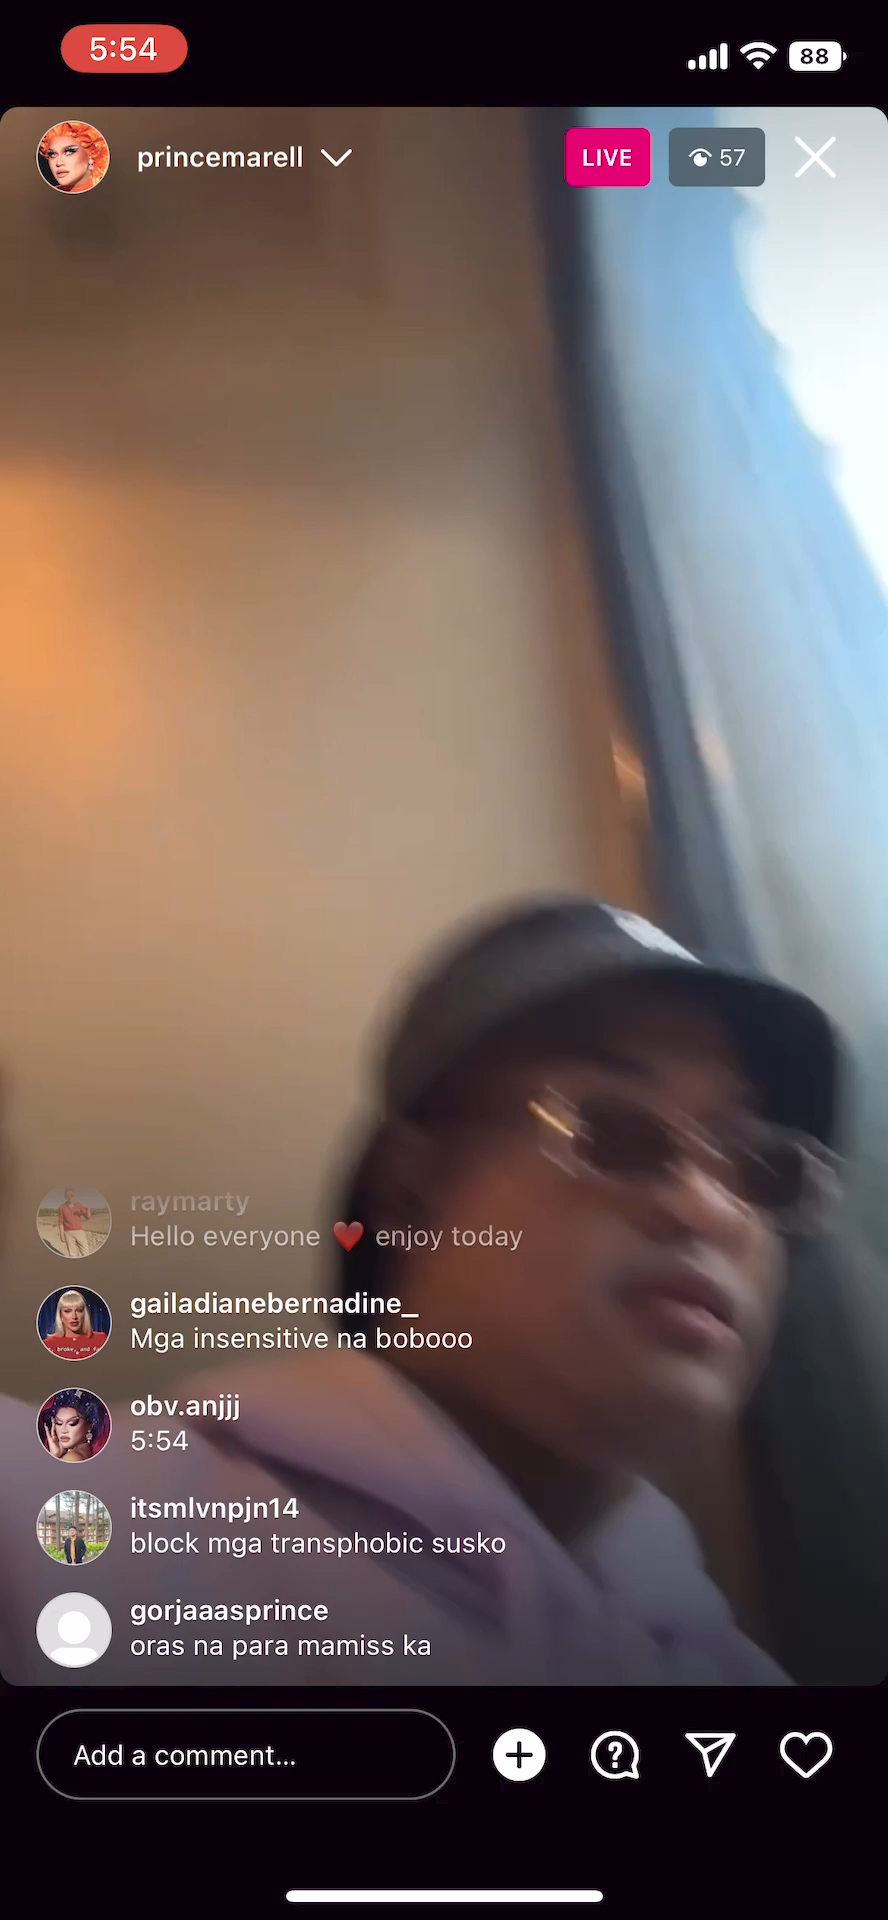 5:54
88
princemarell
LIVE
57
raymarty
Hello everyone ❤️ enjoy today
gailadianebernadine_
Mga insensitive na bobooo
obv.anjjj
5:54
itsmlvnpjn14
block mga transphobic susko
gorjaaasprince
oras na para mamiss ka
Add a comment...